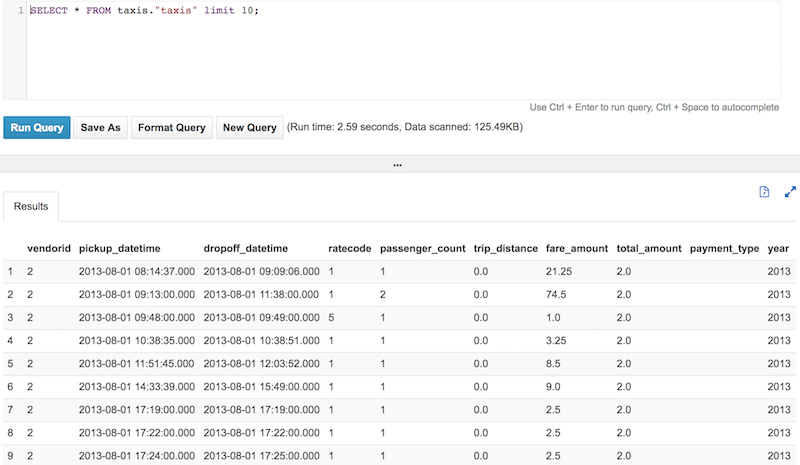 1 SELECT * FROM taxis."taxis" limit 10;
Use Ctrl + Enter to run query, Ctrl + Space to autocomplete
Run Query Save As Format Query New Query (Run time: 2.59 seconds, Data scanned: 125.49KB)
Results
vendorid pickup_datetime dropoff_datetime ratecode passenger_count trip_distance fare_amount total_amount payment_type year
1 2 2013-08-01 08:14:37.000 2013-08-01 09:09:06.000 1 1 0.0 21.25 2.0 2013
2 2 2013-08-01 09:13:00.000 2013-08-01 11:38:00.000 1 2 0.0 74.5 2.0 2013
3 2 2013-08-01 09:48:00.000 2013-08-01 09:49:00.000 5 1 0.0 1.0 2.0 2013
4 2 2013-08-01 10:38:35.000 2013-08-01 10:38:51.000 1 1 0.0 3.25 2.0 2013
5 2 2013-08-01 11:51:45.000 2013-08-01 12:03:52.000 1 1 0.0 8.5 2.0 2013
6 2 2013-08-01 14:33:39.000 2013-08-01 15:49:00.000 1 1 0.0 9.0 2.0 2013
7 2 2013-08-01 17:19:00.000 2013-08-01 17:19:00.000 1 1 0.0 2.5 2.0 2013
8 2 2013-08-01 17:22:00.000 2013-08-01 17:22:00.000 1 1 0.0 2.5 2.0 2013
9 2 2013-08-01 17:24:00.000 2013-08-01 17:25:00.000 1 1 0.0 2.5 2.0 2013